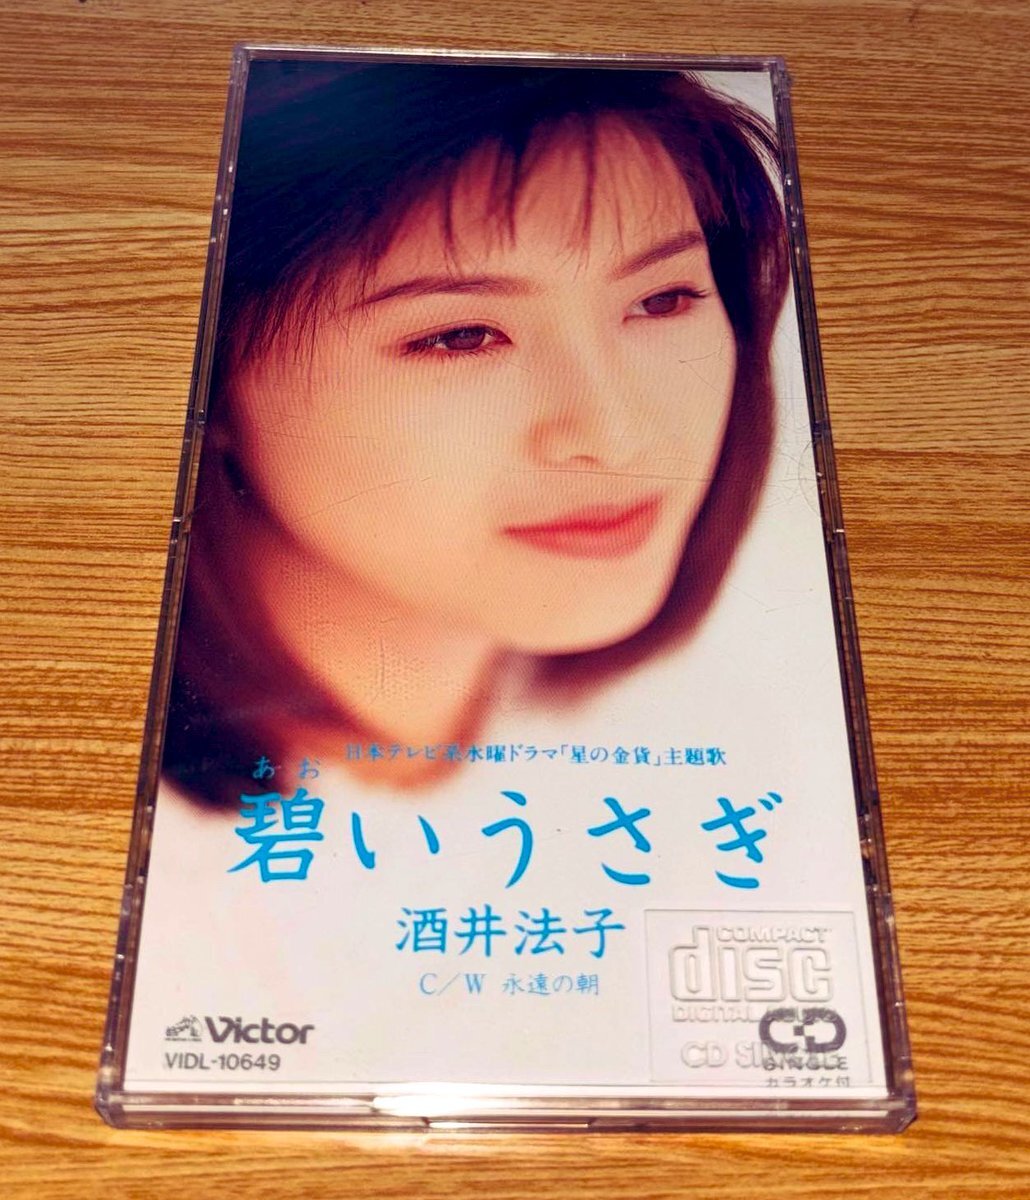 日本テレビ系水曜ドラマ「星の金貨」主題歌
あお
碧いうさぎ
酒井法子
C/W 永遠の朝
COMPACT
disc
DIGITAL AUDIO
CD SINGLE
CD
SINGLE
カラオケ付
Victor
VIDL-10649